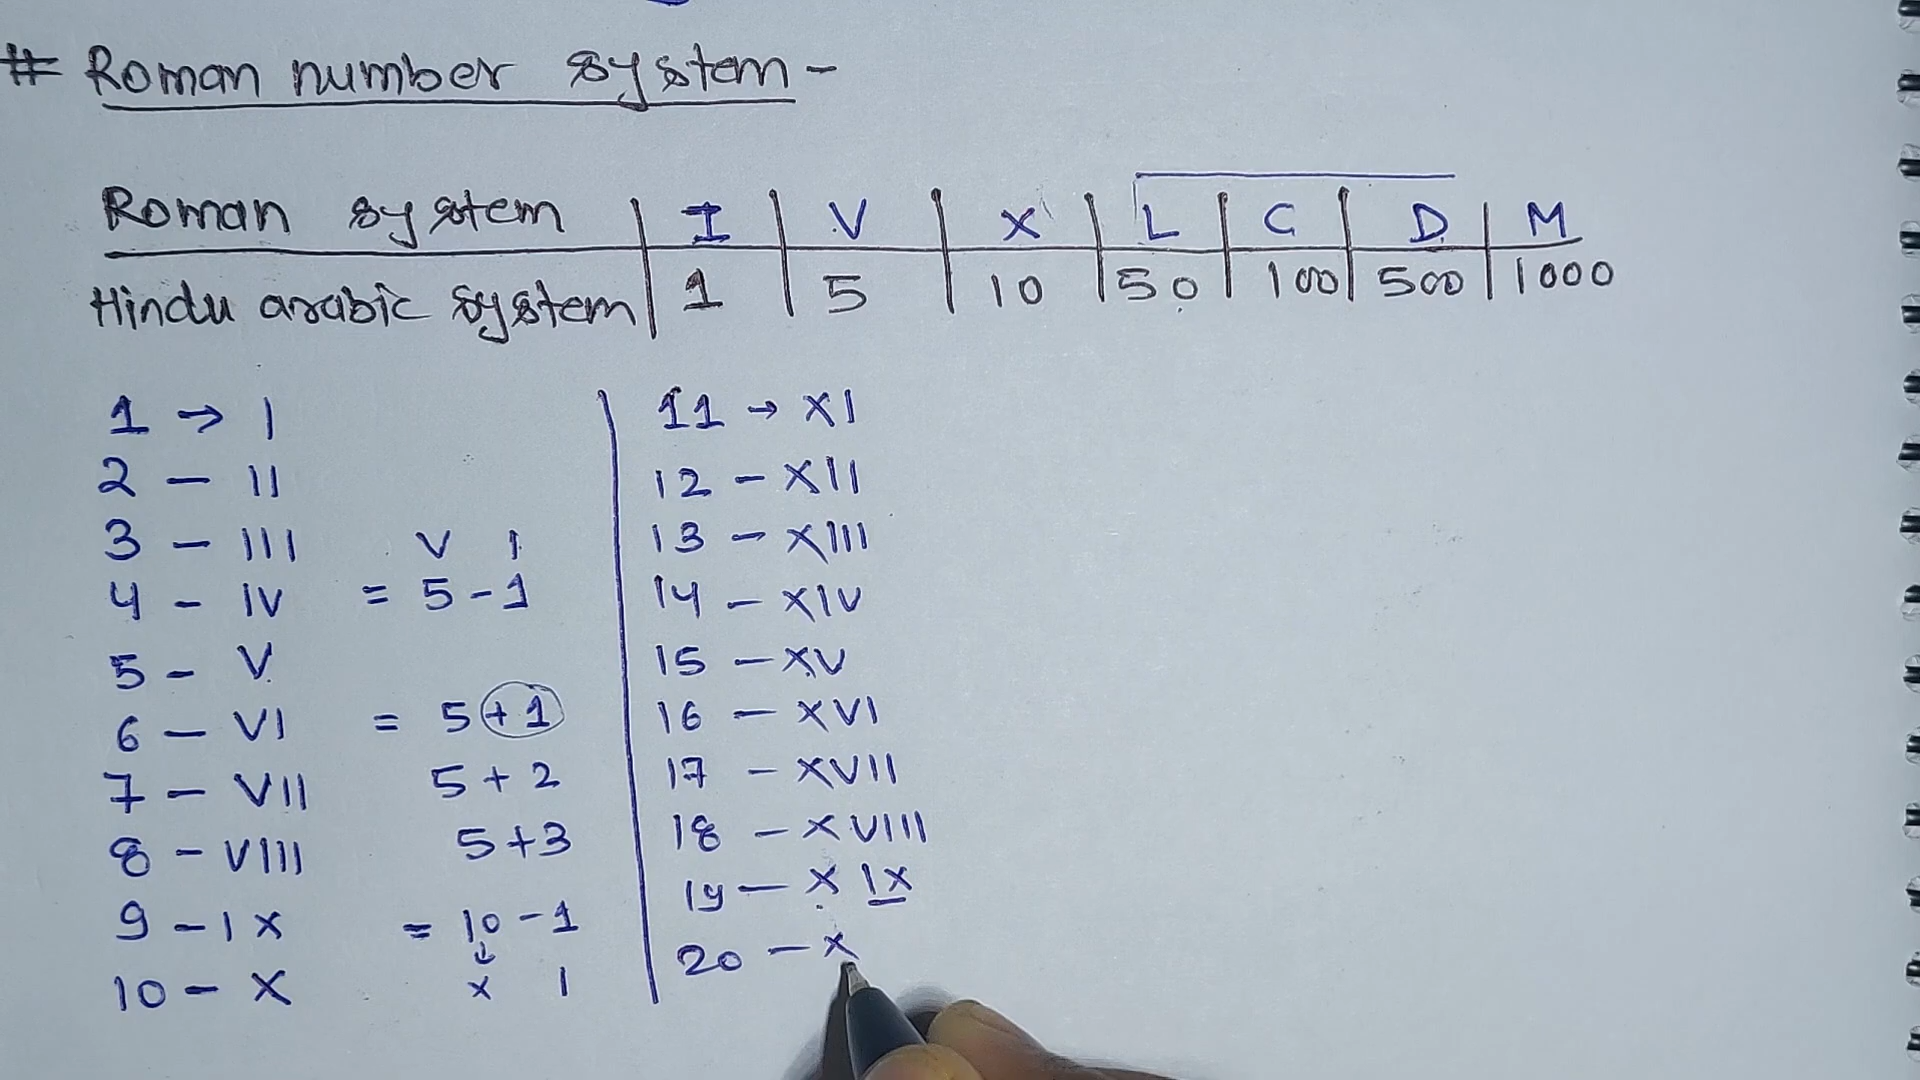 # Roman number system -
Roman system | I | V | X | L | C | D | M
Hindu arabic system | 1 | 5 | 10 | 50 | 100 | 500 | 1000
1 → I
2 - II
3 - III
V I
4 - IV = 5-1
5 - V
6 - VI = 5+1
7 - VII 5+2
8 - VIII 5+3
9 - IX = 10-1
↓
10 - X X I
11 → XI
12 - XII
13 - XIII
14 - XIV
15 - XV
16 - XVI
17 - XVII
18 - XVIII
19 - XIX
20 - X